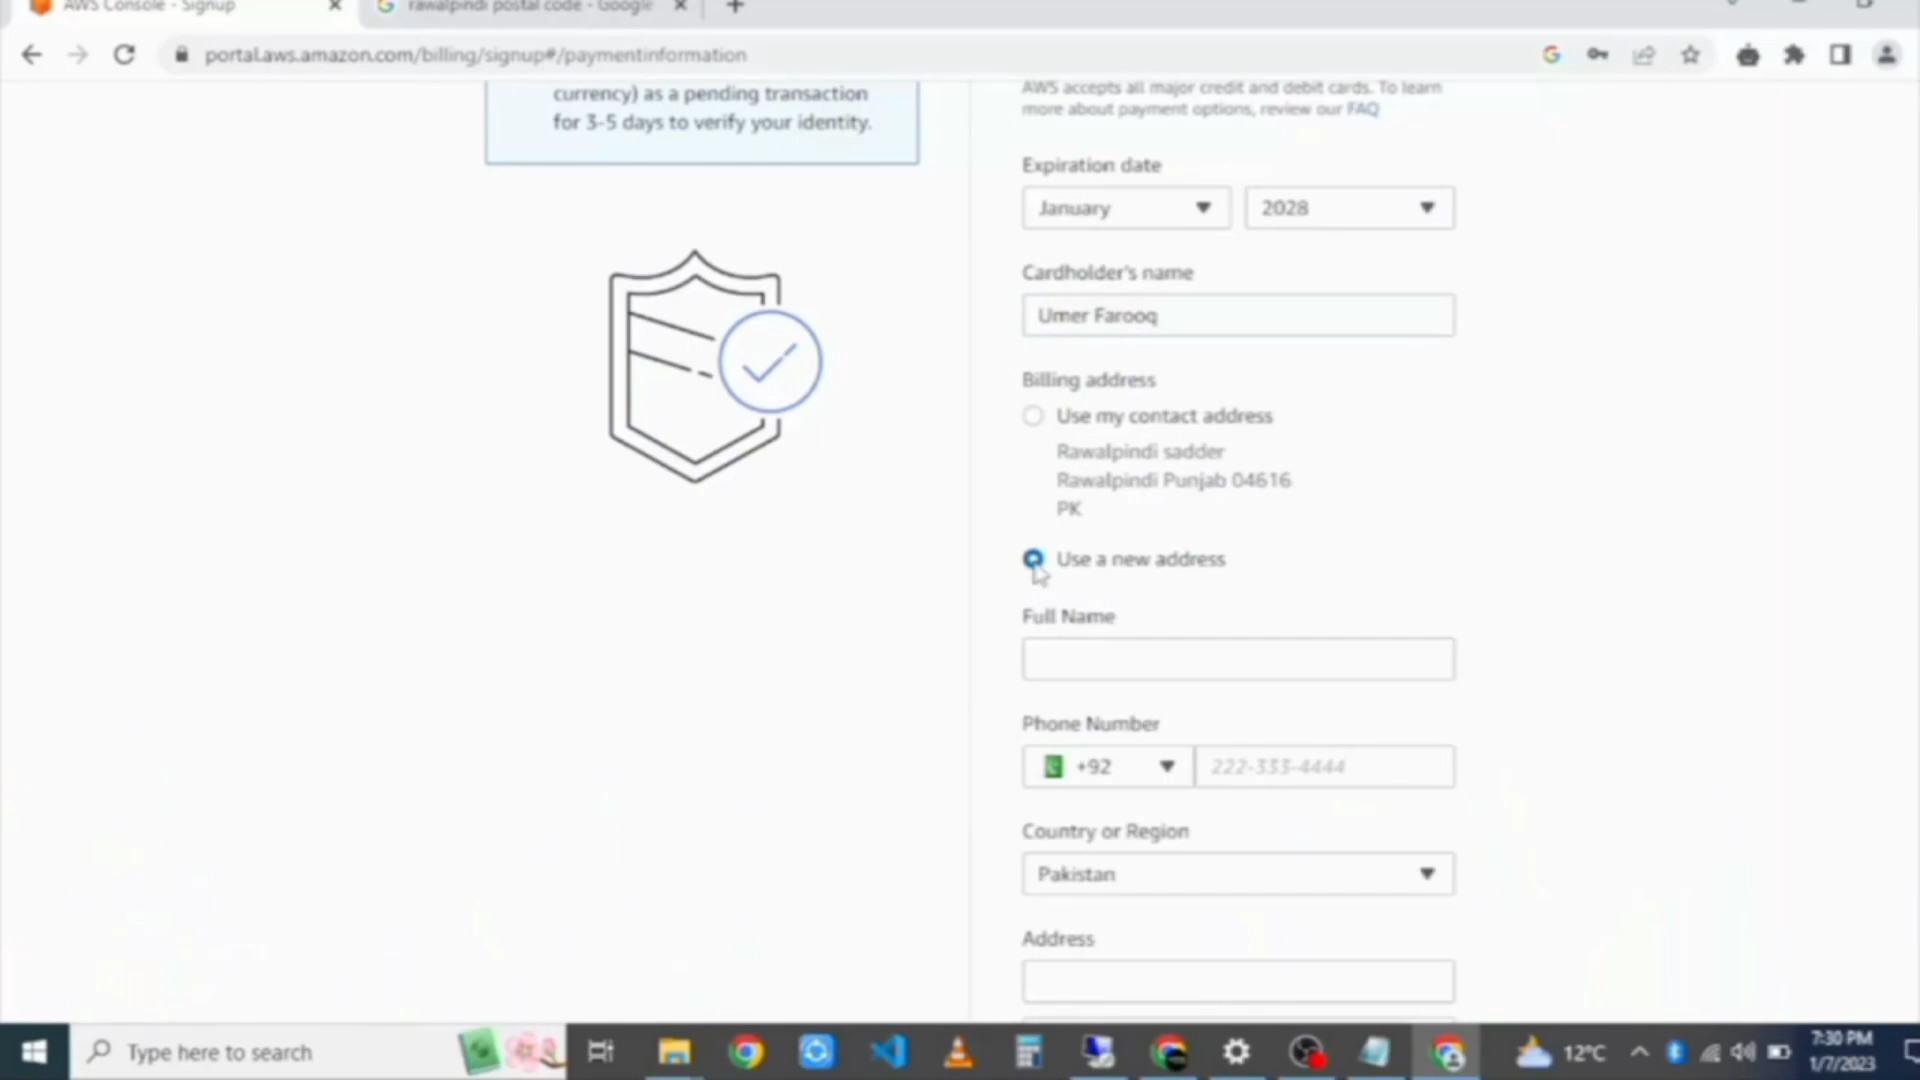 AWS Console - Signup
rawalpindi postal code - Google
portal.aws.amazon.com/billing/signup#/paymentinformation
currency) as a pending transaction
for 3-5 days to verify your identity.
AWS accepts all major credit and debit cards. To learn
more about payment options, review our FAQ
Expiration date
January
2028
Cardholder's name
Umer Farooq
Billing address
Use my contact address
Rawalpindi sadder
Rawalpindi Punjab 04616
PK
Use a new address
Full Name
Phone Number
+92
222-333-4444
Country or Region
Pakistan
Address
Type here to search
12°C
7:30 PM
1/7/2023